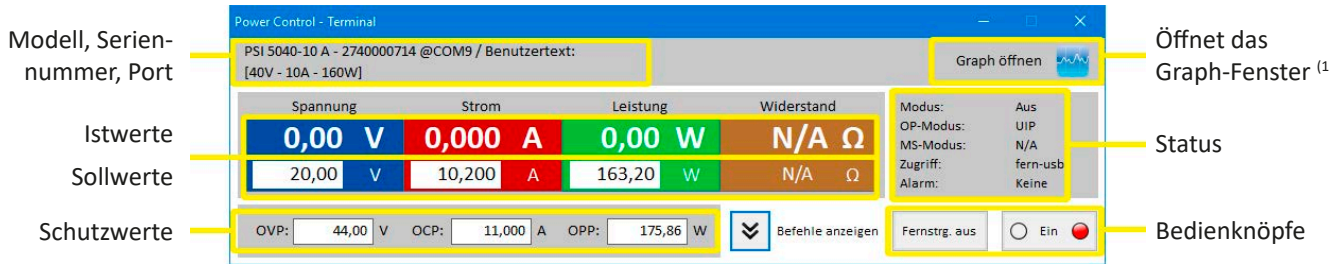 Power Control - Terminal
Modell, Serien-
nummer, Port
PSI 5040-10 A - 2740000714 @COM9 / Benutzertext:
[40V - 10A - 160W]
Graph öffnen
Öffnet das
Graph-Fenster (1
Spannung Strom Leistung Widerstand
Istwerte
0,00 V 0,000 A 0,00 W N/A Ω
Sollwerte
20,00 V 10,200 A 163,20 W N/A Ω
Modus: Aus
OP-Modus: UIP
MS-Modus: N/A
Zugriff: fern-usb
Alarm: Keine
Status
Schutzwerte
OVP: 44,00 V OCP: 11,000 A OPP: 175,86 W
Befehle anzeigen
Fernstrg. aus
Ein
Bedienknöpfe